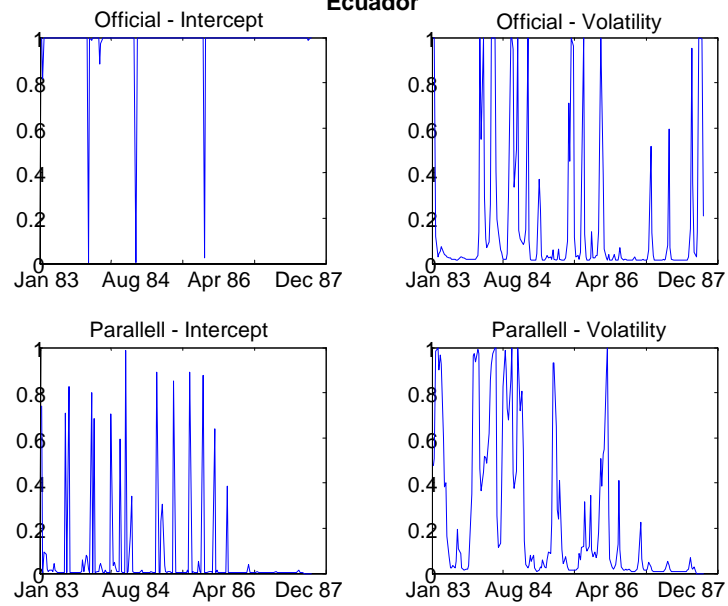 Ecuador
Official - Intercept
Official - Volatility
1
0.8
0.6
0.4
0.2
0
Jan 83 Aug 84 Apr 86 Dec 87
1
0.8
0.6
0.4
0.2
0
Jan 83 Aug 84 Apr 86 Dec 87
Parallell - Intercept
Parallell - Volatility
1
0.8
0.6
0.4
0.2
0
Jan 83 Aug 84 Apr 86 Dec 87
1
0.8
0.6
0.4
0.2
0
Jan 83 Aug 84 Apr 86 Dec 87